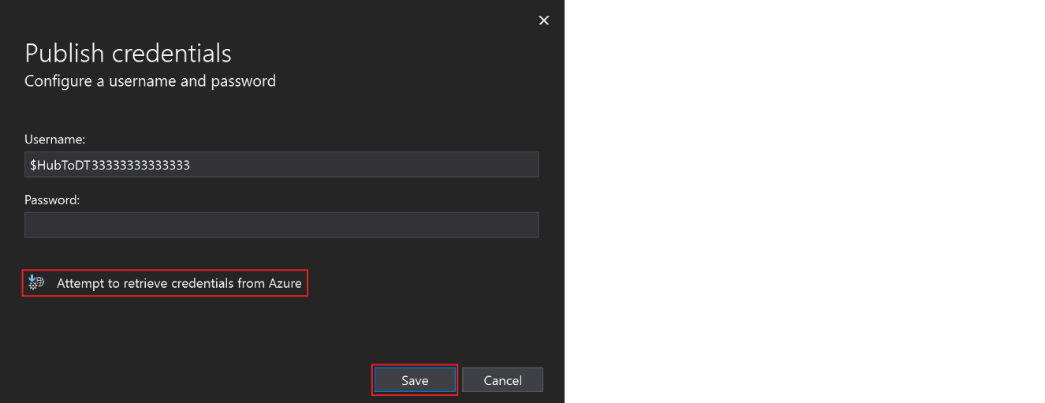 Publish credentials
Configure a username and password
Username:
$HubToDT33333333333333
Password:
Attempt to retrieve credentials from Azure
Save Cancel